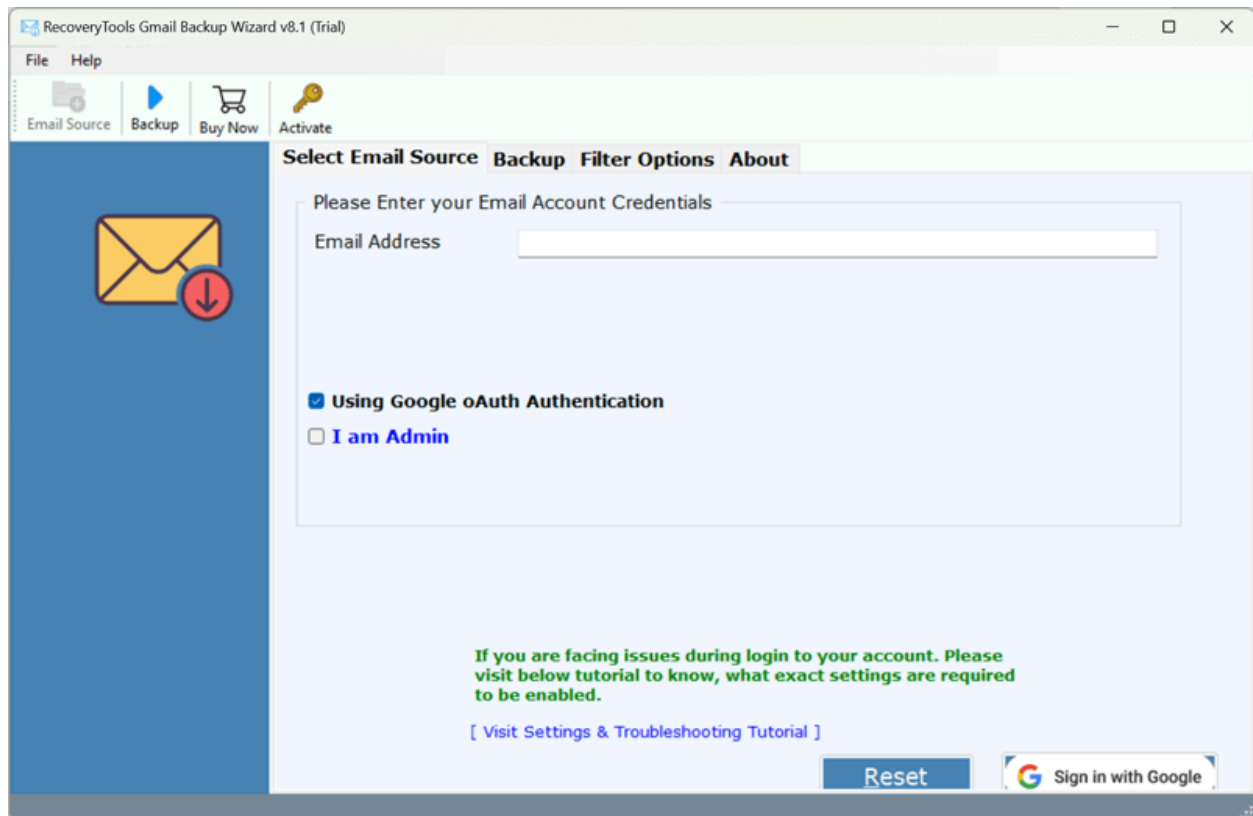 RecoveryTools Gmail Backup Wizard v8.1 (Trial)
File Help
Email Source Backup Buy Now Activate
Select Email Source Backup Filter Options About
Please Enter your Email Account Credentials
Email Address
Using Google oAuth Authentication
I am Admin
If you are facing issues during login to your account. Please
visit below tutorial to know, what exact settings are required
to be enabled.
[ Visit Settings & Troubleshooting Tutorial ]
Reset Sign in with Google